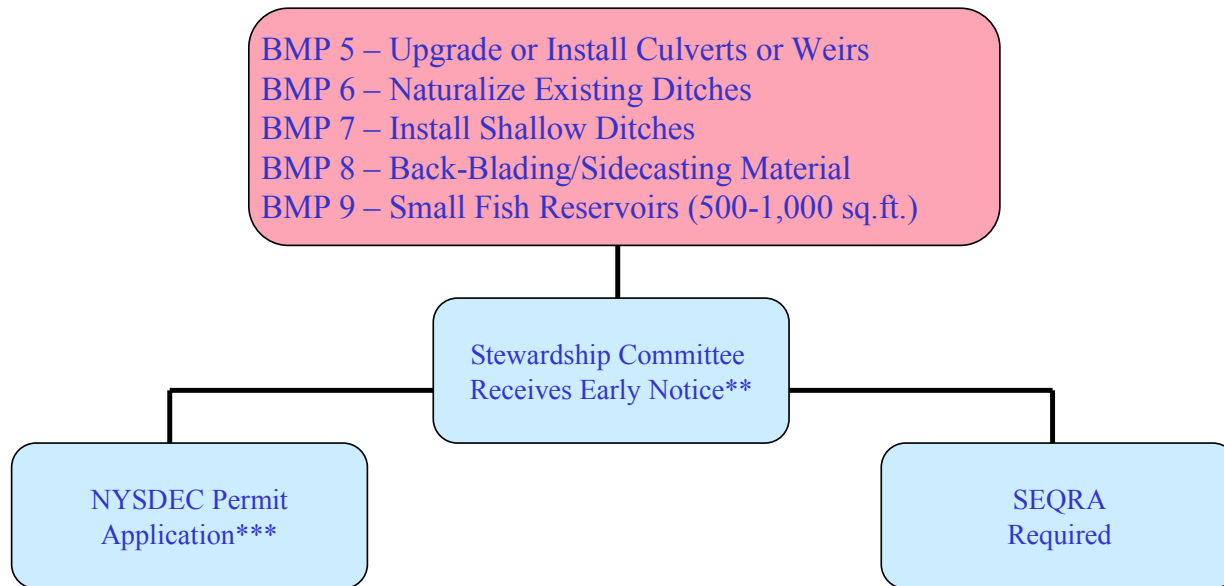 BMP 5 – Upgrade or Install Culverts or Weirs
BMP 6 – Naturalize Existing Ditches
BMP 7 – Install Shallow Ditches
BMP 8 – Back-Blading/Sidecasting Material
BMP 9 – Small Fish Reservoirs (500-1,000 sq.ft.)
Stewardship Committee
Receives Early Notice**
NYSDEC Permit
Application***
SEQRA
Required